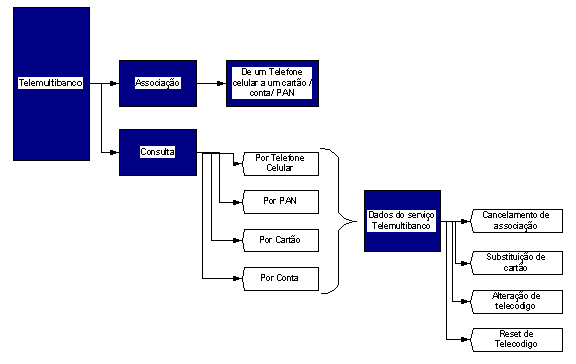 Telemultibanco
Associação
De um Telefone
celular a um cartão /
conta/ PAN
Consulta
Por Telefone
Celular
Por PAN
Por Cartão
Por Conta
Dados do serviço
Telemultibanco
Cancelamento de
associação
Substituição de
cartão
Alteração de
telecódigo
Reset de
Telecodigo